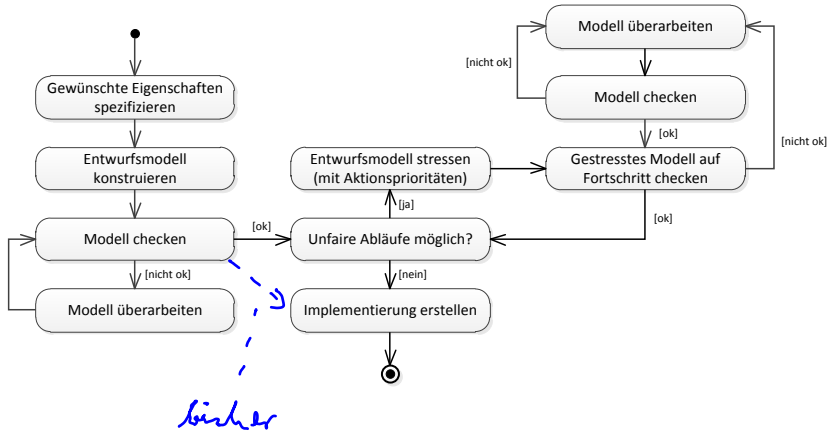 Gewünschte Eigenschaften
spezifizieren
Entwurfsmodell
konstruieren
Modell checken
[nicht ok]
Modell überarbeiten
[ok]
Unfaire Abläufe möglich?
[ja]
Entwurfsmodell stressen
(mit Aktionsprioritäten)
[nein]
Implementierung erstellen
Modell überarbeiten
[nicht ok]
Modell checken
[ok]
Gestresstes Modell auf
Fortschritt checken
[nicht ok]
[ok]
bisher